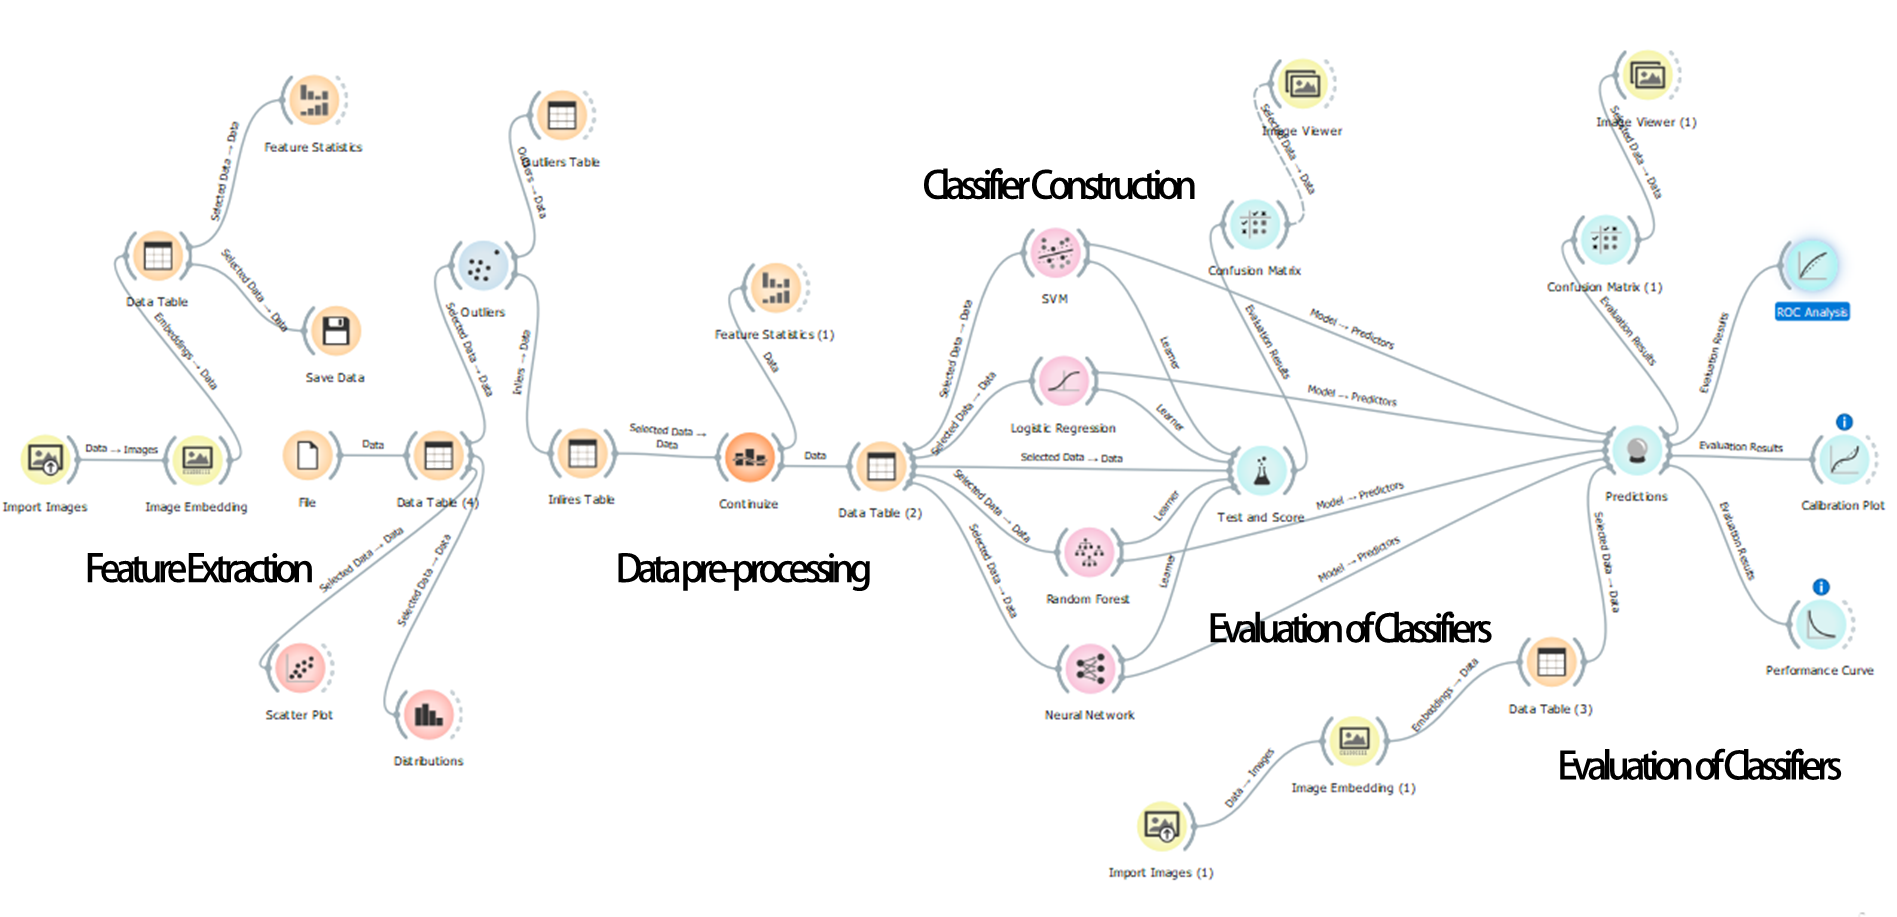 Feature Statistics
Selected Data → Data
Data Table
Selected Data → Data
Save Data
Embeddings → Data
Import Images
Data → Images
Image Embedding
File
Data
Data Table (4)
Feature Extraction
Selected Data → Data
Scatter Plot
Selected Data → Data
Distributions
Selected Data → Data
Outliers
Outliers → Data
Outliers Table
Inliers → Data
Inlires Table
Selected Data →
Data
Continuize
Data
Feature Statistics (1)
Data
Data Table (2)
Data pre-processing
Classifier Construction
Selected Data → Data
SVM
Selected Data → Data
Logistic Regression
Selected Data → Data
Selected Data → Data
Random Forest
Selected Data → Data
Neural Network
Learner
Learner
Learner
Learner
Test and Score
Evaluation Results
Confusion Matrix
Selected Data → Data
Image Viewer
Model → Predictors
Model → Predictors
Model → Predictors
Model → Predictors
Evaluation of Classifiers
Import Images (1)
Data → Images
Image Embedding (1)
Embeddings → Data
Data Table (3)
Selected Data → Data
Evaluation of Classifiers
Predictions
Evaluation Results
Confusion Matrix (1)
Selected Data → Data
Image Viewer (1)
Evaluation Results
ROC Analysis
Evaluation Results
Calibration Plot
Evaluation Results
Performance Curve